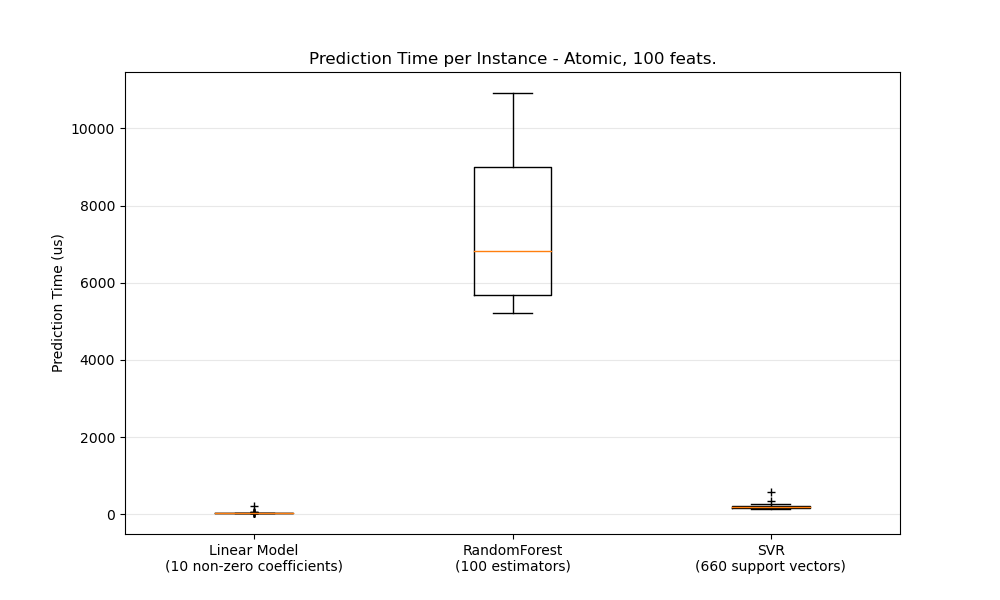 Prediction Time per Instance - Atomic, 100 feats.
Prediction Time (us)
10000
8000
6000
4000
2000
0
Linear Model
(10 non-zero coefficients)
RandomForest
(100 estimators)
SVR
(660 support vectors)